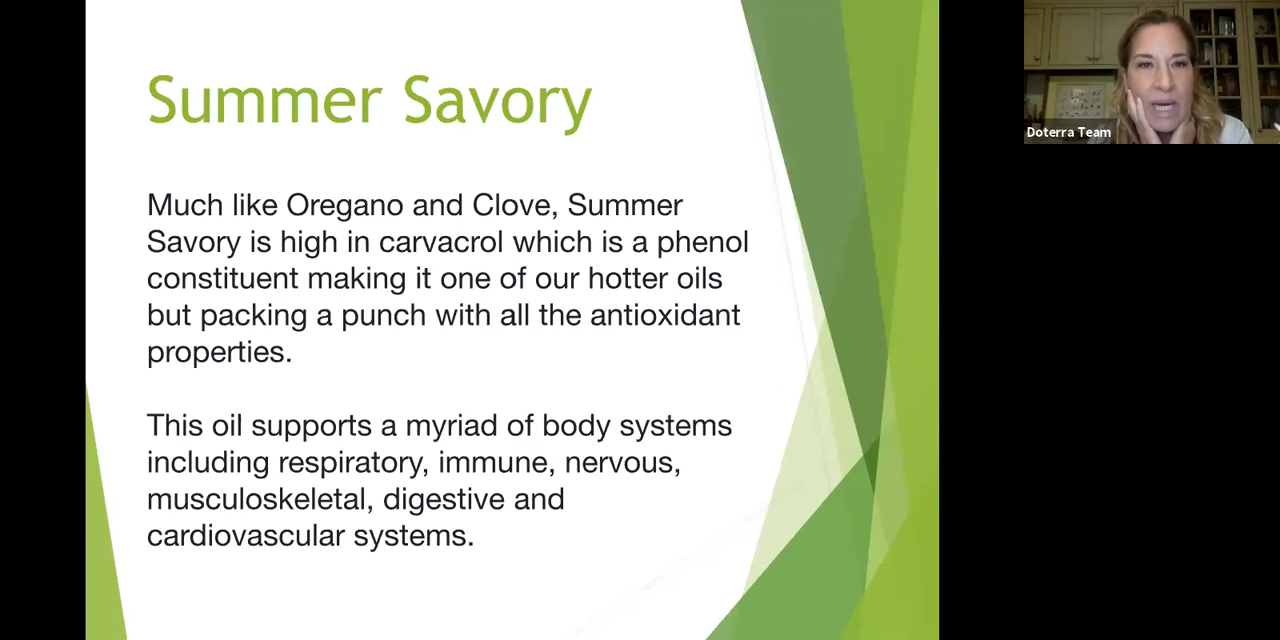 Summer Savory
Much like Oregano and Clove, Summer
Savory is high in carvacrol which is a phenol
constituent making it one of our hotter oils
but packing a punch with all the antioxidant
properties.
This oil supports a myriad of body systems
including respiratory, immune, nervous,
musculoskeletal, digestive and
cardiovascular systems.
Doterra Team